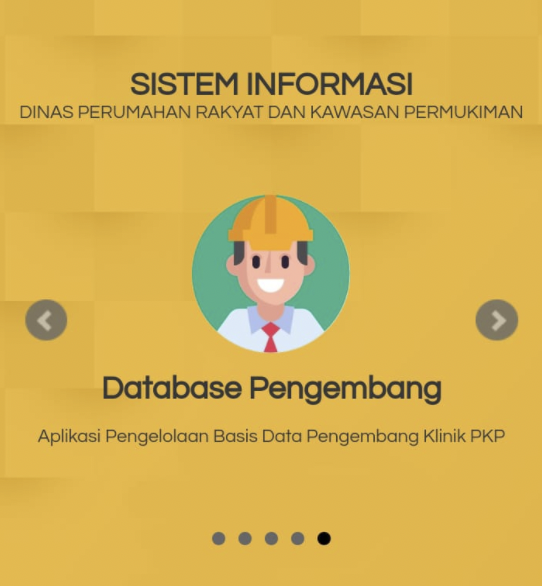 SISTEM INFORMASI
DINAS PERUMAHAN RAKYAT DAN KAWASAN PERMUKIMAN
Database Pengembang
Aplikasi Pengelolaan Basis Data Pengembang Klinik PKP